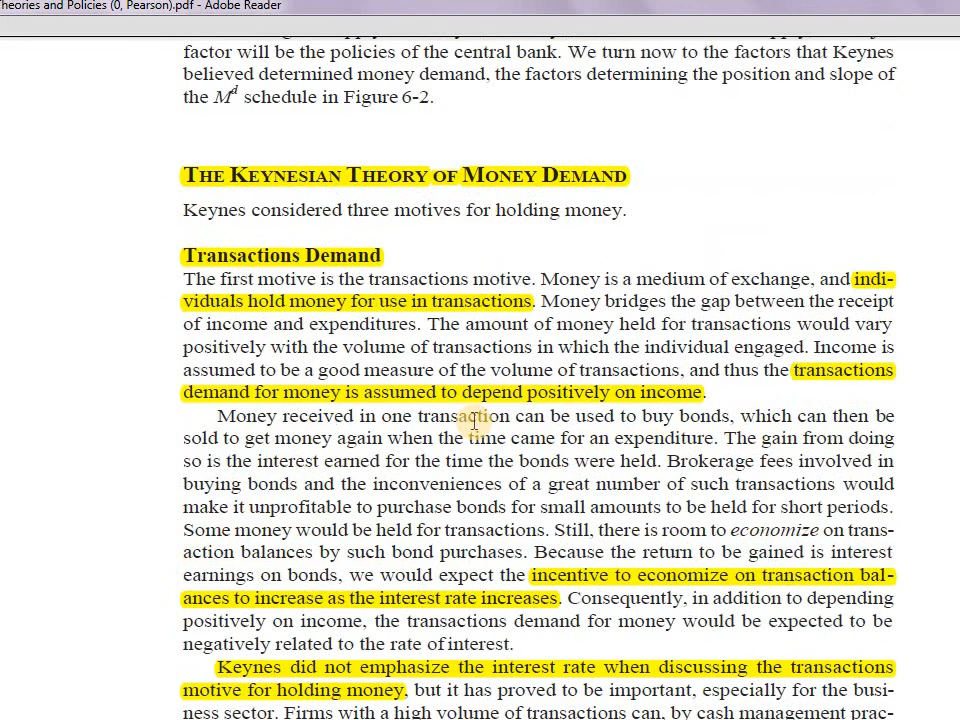 Theories and Policies (0, Pearson).pdf - Adobe Reader
factor will be the policies of the central bank. We turn now to the factors that Keynes
believed determined money demand, the factors determining the position and slope of
the Mᵈ schedule in Figure 6-2.
THE KEYNESIAN THEORY OF MONEY DEMAND
Keynes considered three motives for holding money.
Transactions Demand
The first motive is the transactions motive. Money is a medium of exchange, and indi-
viduals hold money for use in transactions. Money bridges the gap between the receipt
of income and expenditures. The amount of money held for transactions would vary
positively with the volume of transactions in which the individual engaged. Income is
assumed to be a good measure of the volume of transactions, and thus the transactions
demand for money is assumed to depend positively on income.
Money received in one transaction can be used to buy bonds, which can then be
sold to get money again when the time came for an expenditure. The gain from doing
so is the interest earned for the time the bonds were held. Brokerage fees involved in
buying bonds and the inconveniences of a great number of such transactions would
make it unprofitable to purchase bonds for small amounts to be held for short periods.
Some money would be held for transactions. Still, there is room to economize on trans-
action balances by such bond purchases. Because the return to be gained is interest
earnings on bonds, we would expect the incentive to economize on transaction bal-
ances to increase as the interest rate increases. Consequently, in addition to depending
positively on income, the transactions demand for money would be expected to be
negatively related to the rate of interest.
Keynes did not emphasize the interest rate when discussing the transactions
motive for holding money, but it has proved to be important, especially for the busi-
ness sector. Firms with a high volume of transactions can, by cash management prac-